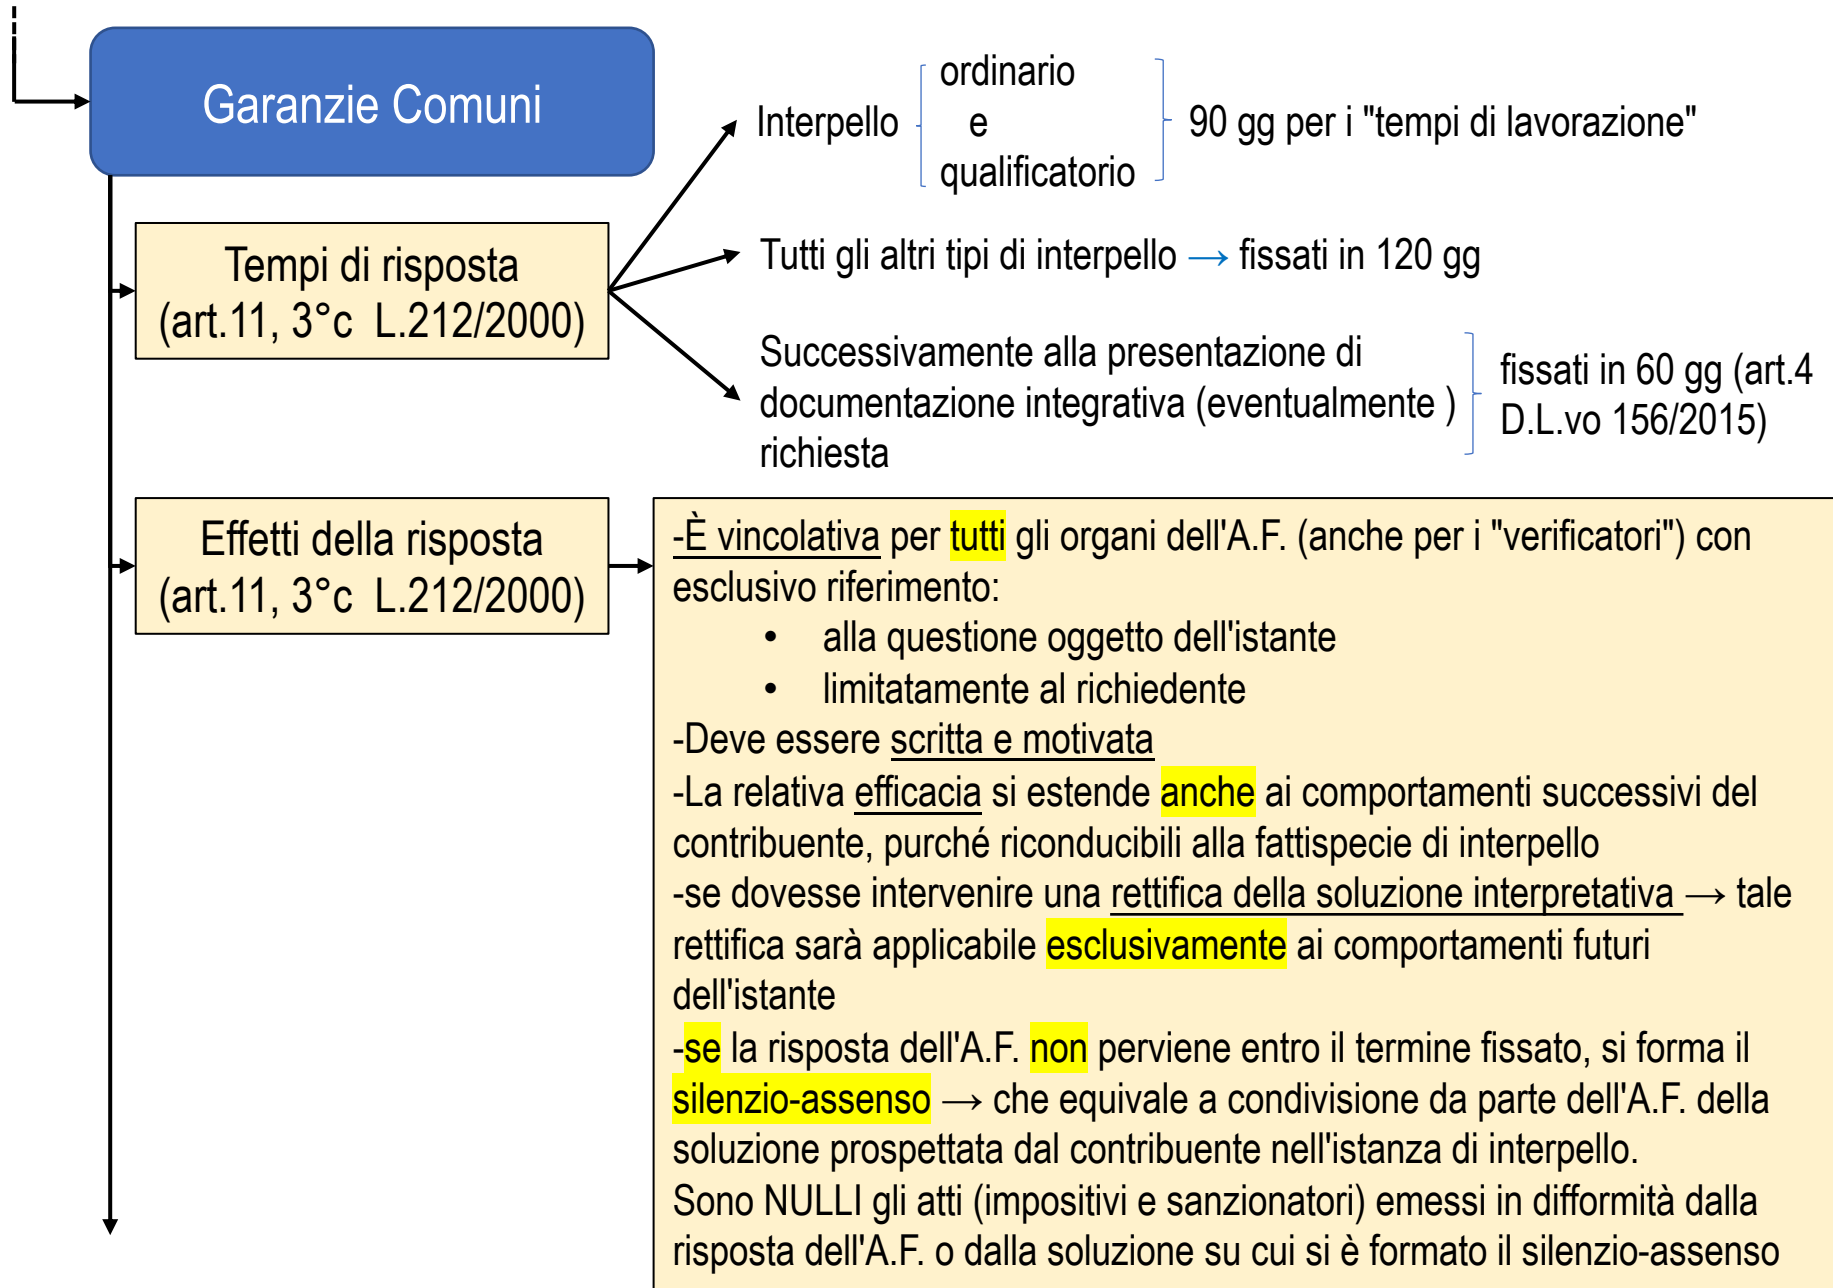 Garanzie Comuni
Interpello
ordinario
e
qualificatorio
90 gg per i "tempi di lavorazione"
Tempi di risposta
(art.11, 3°c L.212/2000)
Tutti gli altri tipi di interpello → fissati in 120 gg
Successivamente alla presentazione di
documentazione integrativa (eventualmente )
richiesta
fissati in 60 gg (art.4
D.L.vo 156/2015)
Effetti della risposta
(art.11, 3°c L.212/2000)
-È vincolativa per tutti gli organi dell'A.F. (anche per i "verificatori") con
esclusivo riferimento:
• alla questione oggetto dell'istante
• limitatamente al richiedente
-Deve essere scritta e motivata
-La relativa efficacia si estende anche ai comportamenti successivi del
contribuente, purché riconducibili alla fattispecie di interpello
-se dovesse intervenire una rettifica della soluzione interpretativa → tale
rettifica sarà applicabile esclusivamente ai comportamenti futuri
dell'istante
-se la risposta dell'A.F. non perviene entro il termine fissato, si forma il
silenzio-assenso → che equivale a condivisione da parte dell'A.F. della
soluzione prospettata dal contribuente nell'istanza di interpello.
Sono NULLI gli atti (impositivi e sanzionatori) emessi in difformità dalla
risposta dell'A.F. o dalla soluzione su cui si è formato il silenzio-assenso